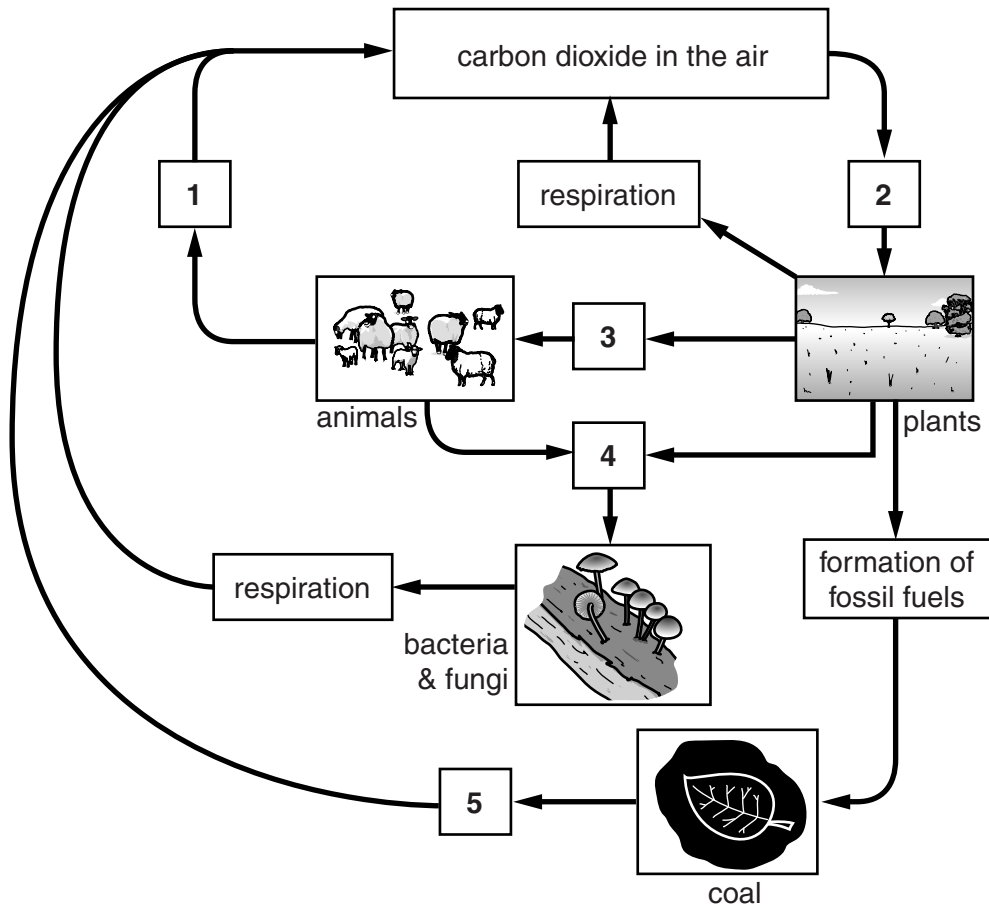 carbon dioxide in the air
1
respiration
2
3
animals
plants
4
formation of
fossil fuels
respiration
bacteria
& fungi
5
coal